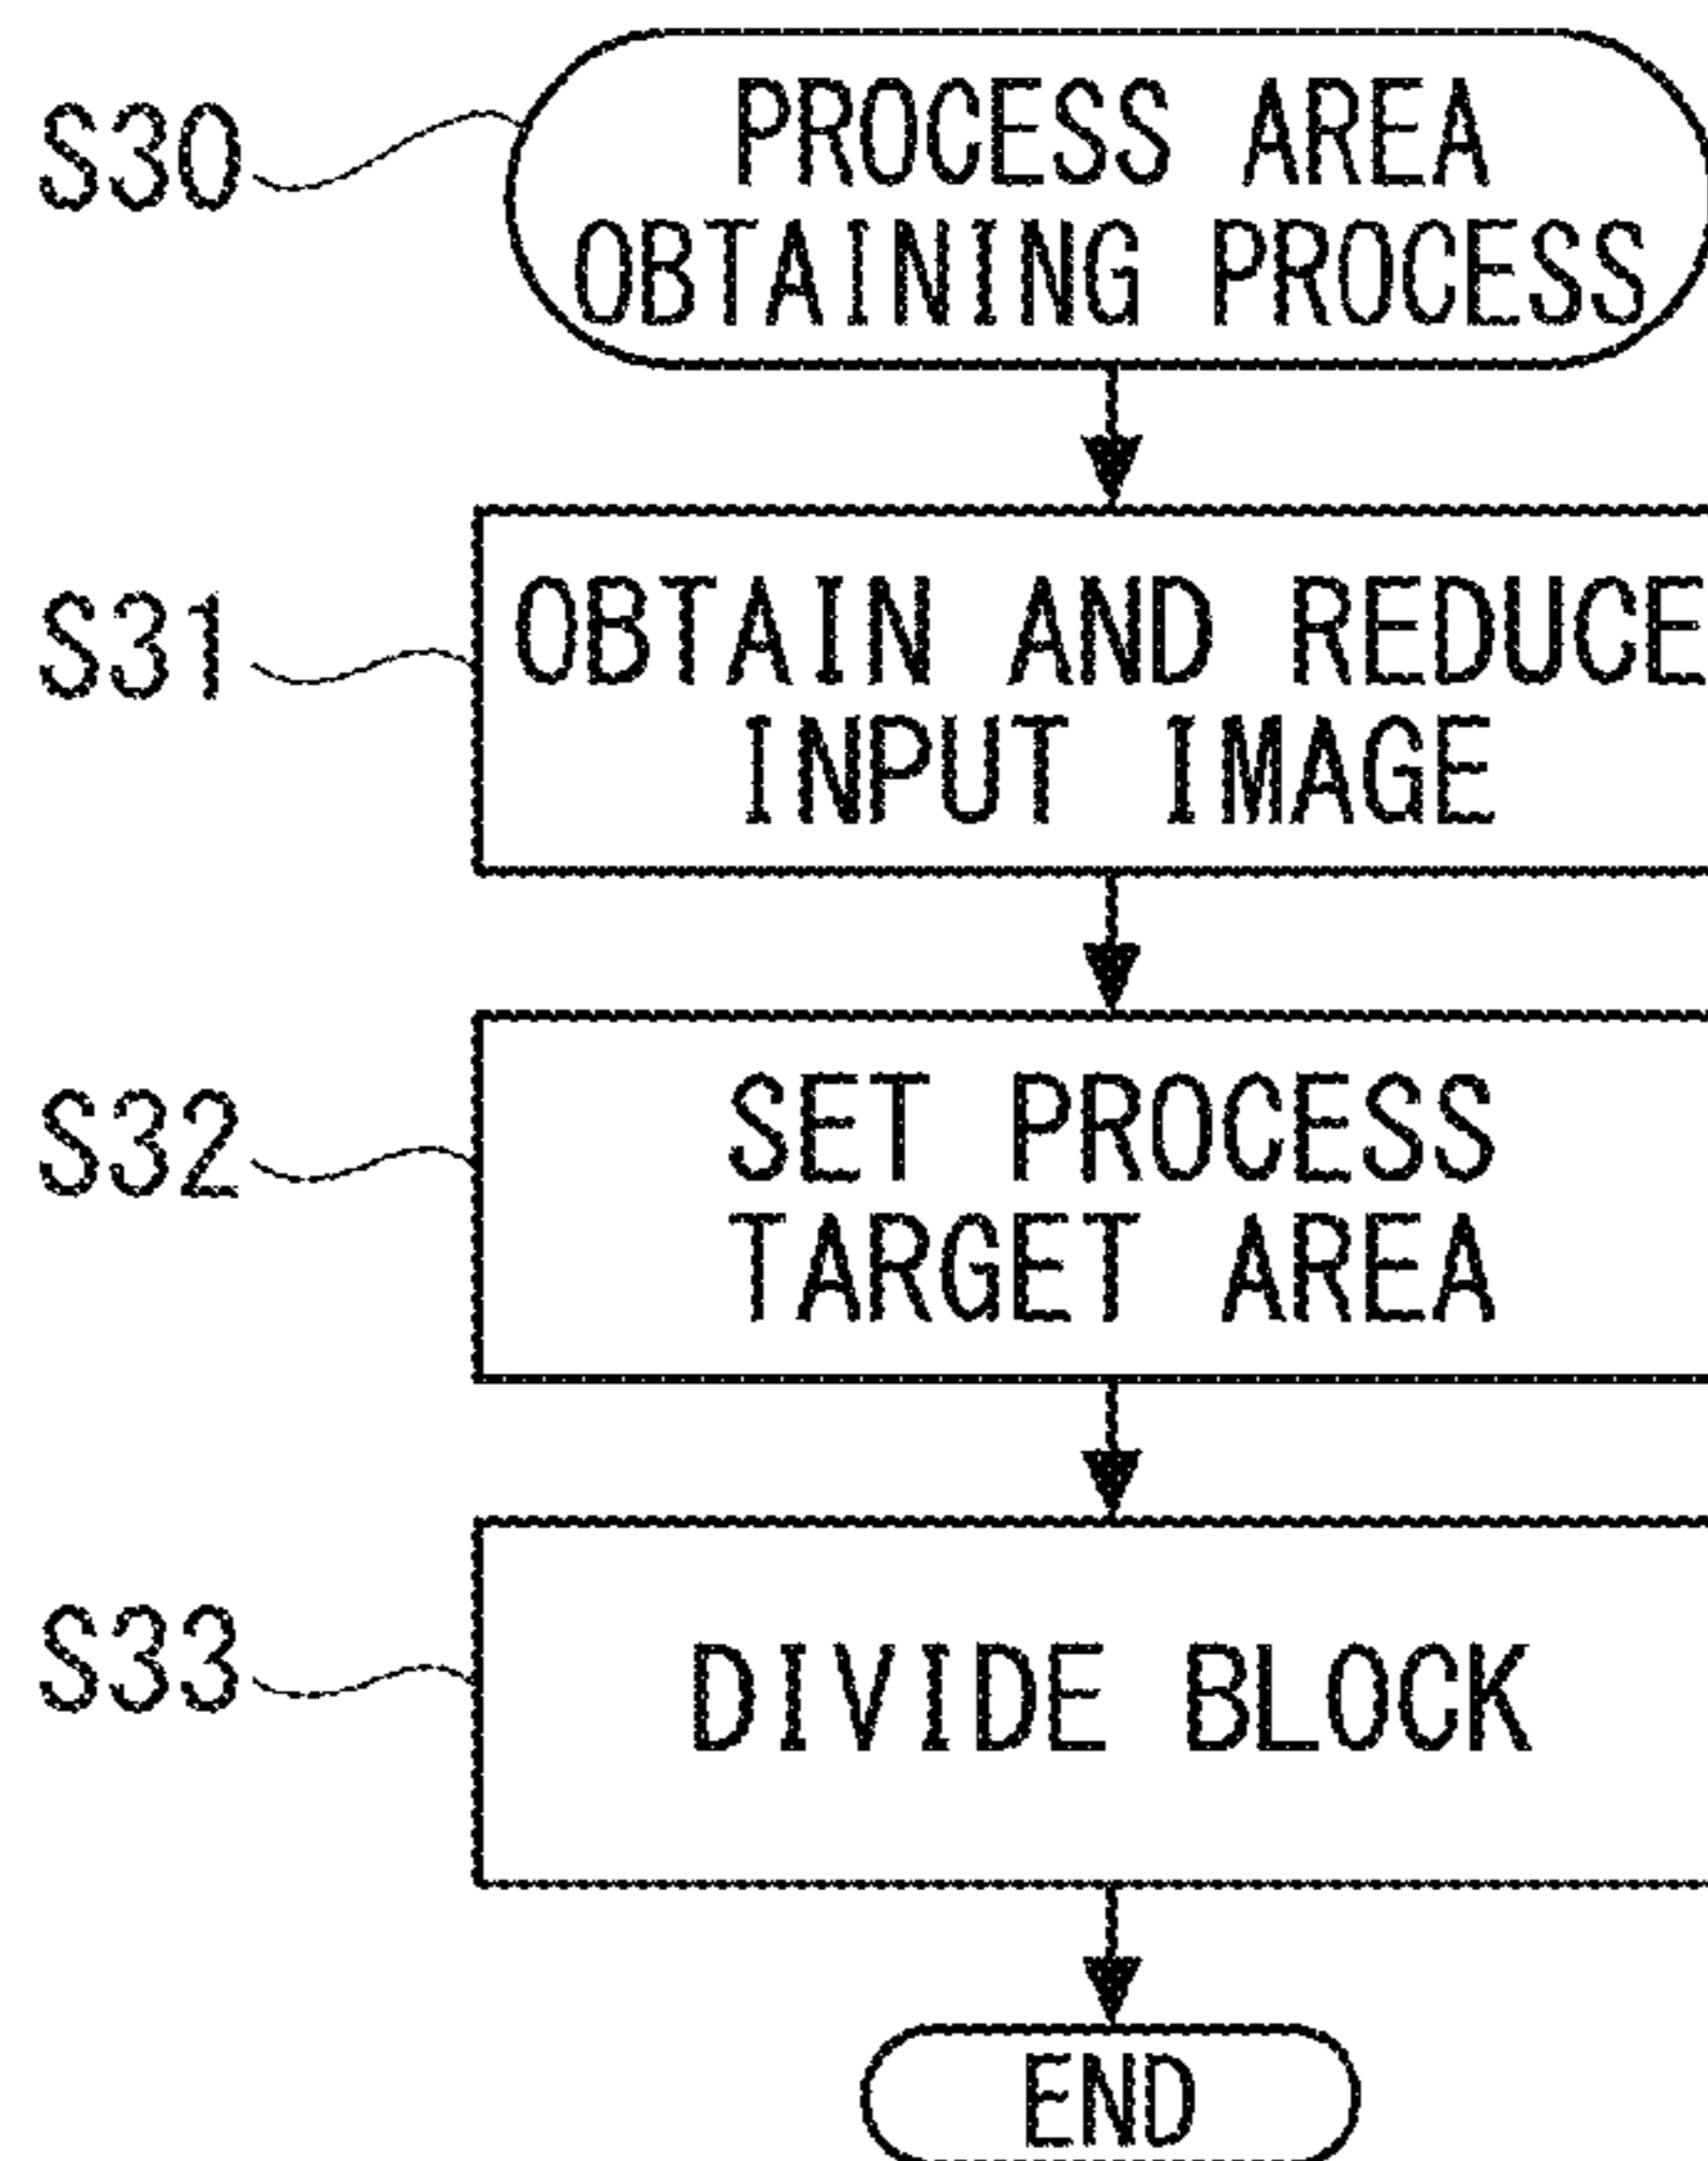 S30
PROCESS AREA
OBTAINING PROCESS
S31
OBTAIN AND REDUCE
INPUT IMAGE
S32
SET PROCESS
TARGET AREA
S33
DIVIDE BLOCK
END